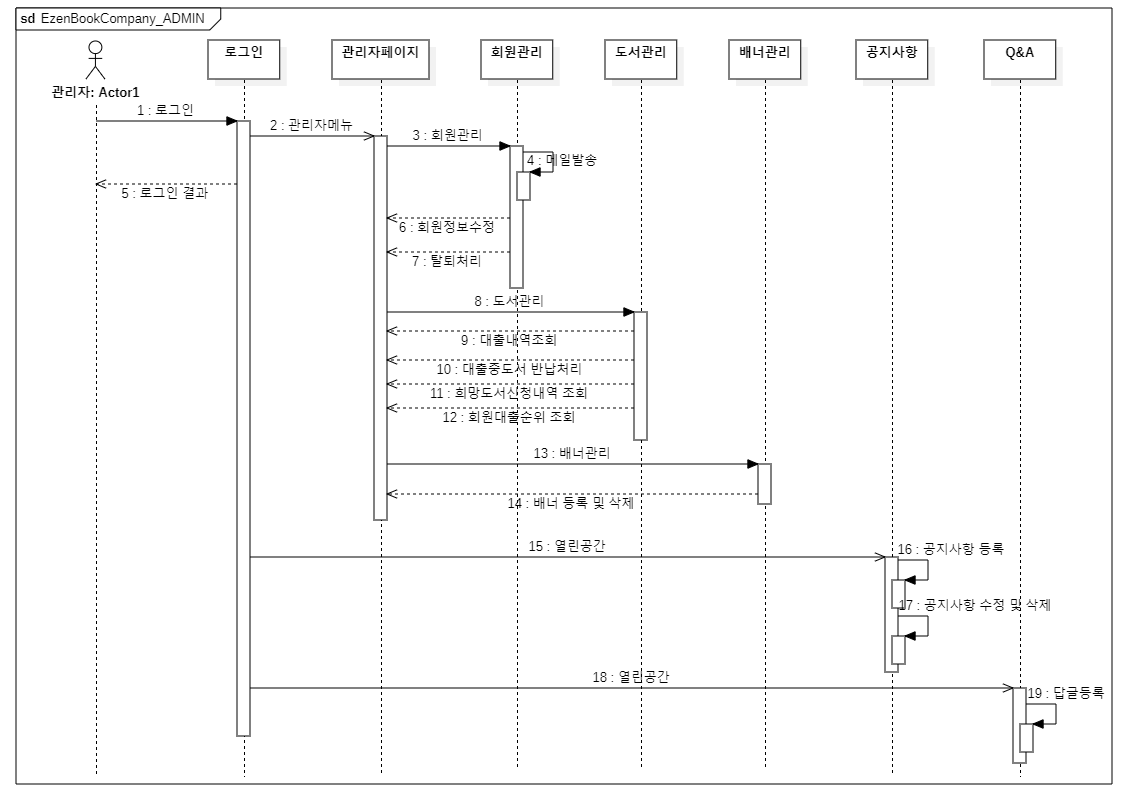 sd EzenBookCompany_ADMIN
로그인
관리자페이지
회원관리
도서관리
배너관리
공지사항
Q&A
관리자: Actor1
1 : 로그인
2 : 관리자메뉴
3 : 회원관리
4 : 메일발송
5 : 로그인 결과
6 : 회원정보수정
7 : 탈퇴처리
8 : 도서관리
9 : 대출내역조회
10 : 대출중도서 반납처리
11 : 희망도서신청내역 조회
12 : 회원대출순위 조회
13 : 배너관리
14 : 배너 등록 및 삭제
15 : 열린공간
16 : 공지사항 등록
17 : 공지사항 수정 및 삭제
18 : 열린공간
19 : 답글등록